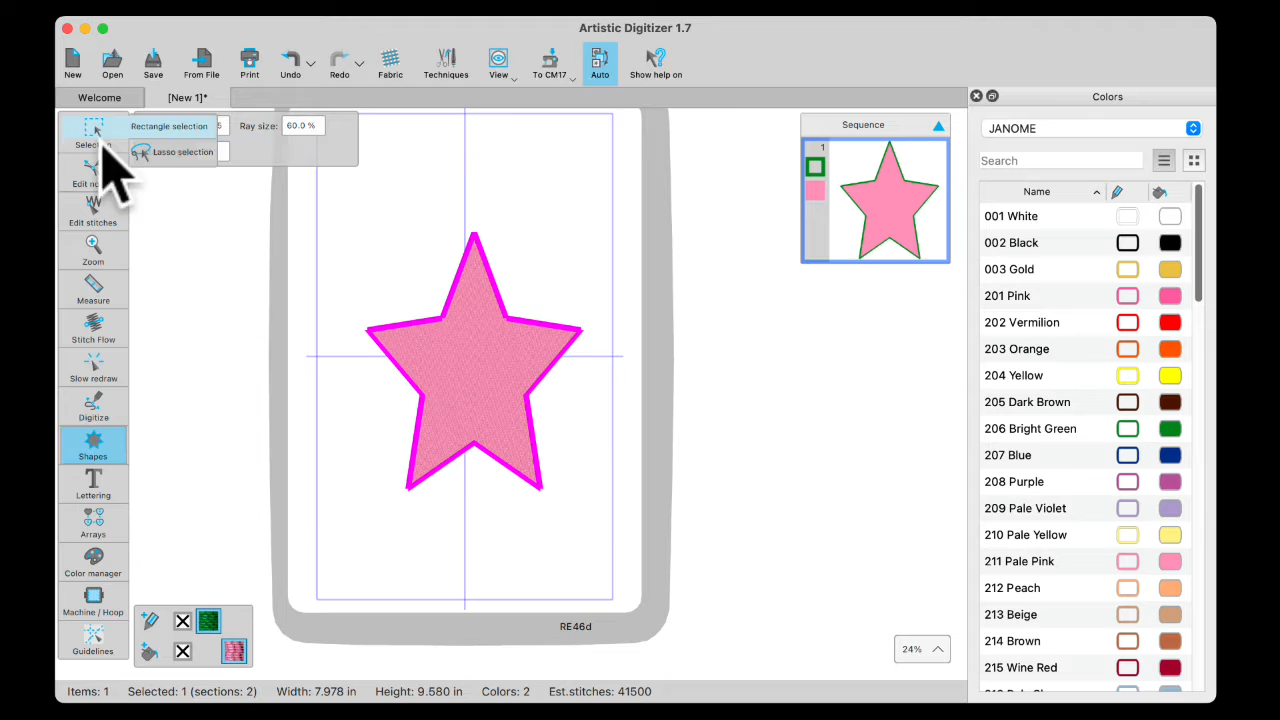 Artistic Digitizer 1.7
New Open Save From File Print Undo Redo Fabric Techniques View To CM17 Auto Show help on
Welcome [New 1]*
Colors
Rectangle selection 5 Ray size: 60.0 %
Lasso selection
Edit stitches
Zoom
Measure
Stitch Flow
Slow redraw
Digitize
Shapes
Lettering
Arrays
Color manager
Machine / Hoop
Guidelines
Sequence
1
RE46d
24%
JANOME
Search
Name
001 White
002 Black
003 Gold
201 Pink
202 Vermilion
203 Orange
204 Yellow
205 Dark Brown
206 Bright Green
207 Blue
208 Purple
209 Pale Violet
210 Pale Yellow
211 Pale Pink
212 Peach
213 Beige
214 Brown
215 Wine Red
Items: 1 Selected: 1 (sections: 2) Width: 7.978 in Height: 9.580 in Colors: 2 Est.stitches: 41500